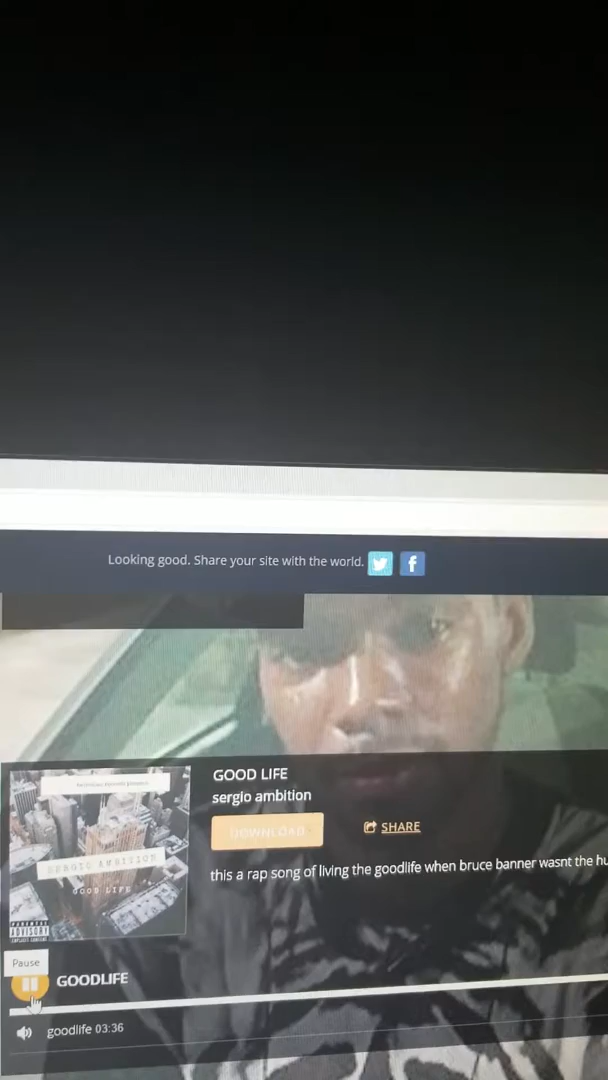 Looking good. Share your site with the world.
GOOD LIFE
sergio ambition
DOWNLOAD
SHARE
this a rap song of living the goodlife when bruce banner wasnt the hu
SERGIO AMBITION
GOOD LIFE
PARENTAL
ADVISORY
EXPLICIT CONTENT
Pause
GOODLIFE
goodlife 03:36